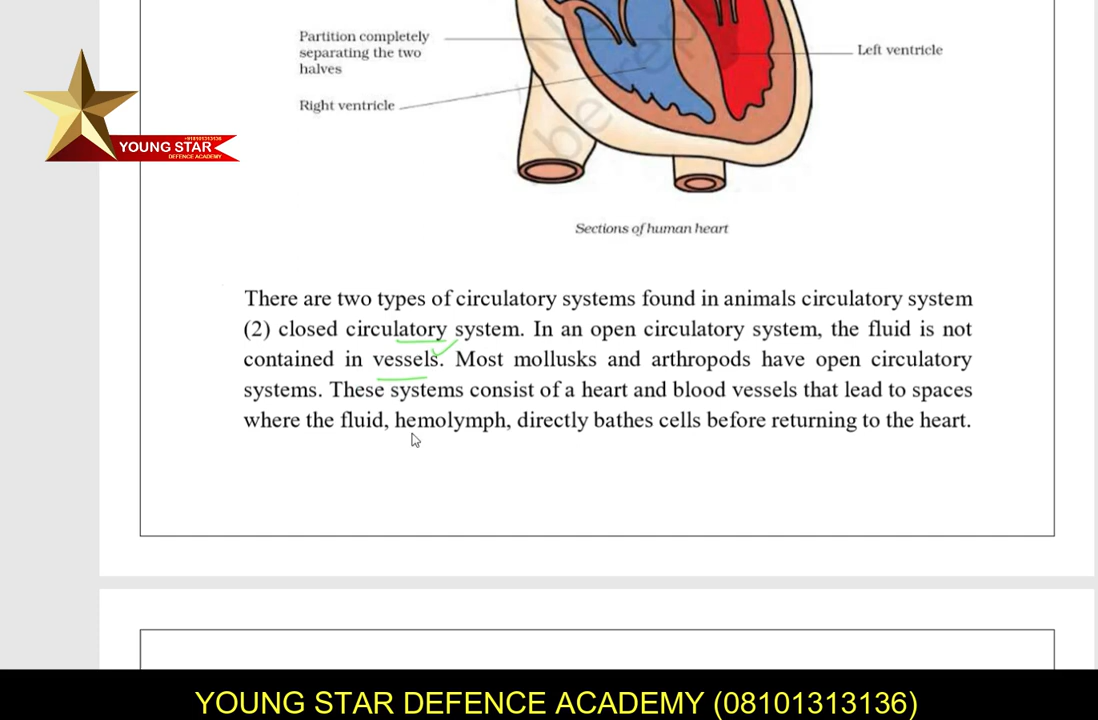 Partition completely
separating the two
halves
Left ventricle
Right ventricle
+918101313136
YOUNG STAR
DEFENCE ACADEMY
Sections of human heart
There are two types of circulatory systems found in animals circulatory system
(2) closed circulatory system. In an open circulatory system, the fluid is not
contained in vessels. Most mollusks and arthropods have open circulatory
systems. These systems consist of a heart and blood vessels that lead to spaces
where the fluid, hemolymph, directly bathes cells before returning to the heart.
YOUNG STAR DEFENCE ACADEMY (08101313136)